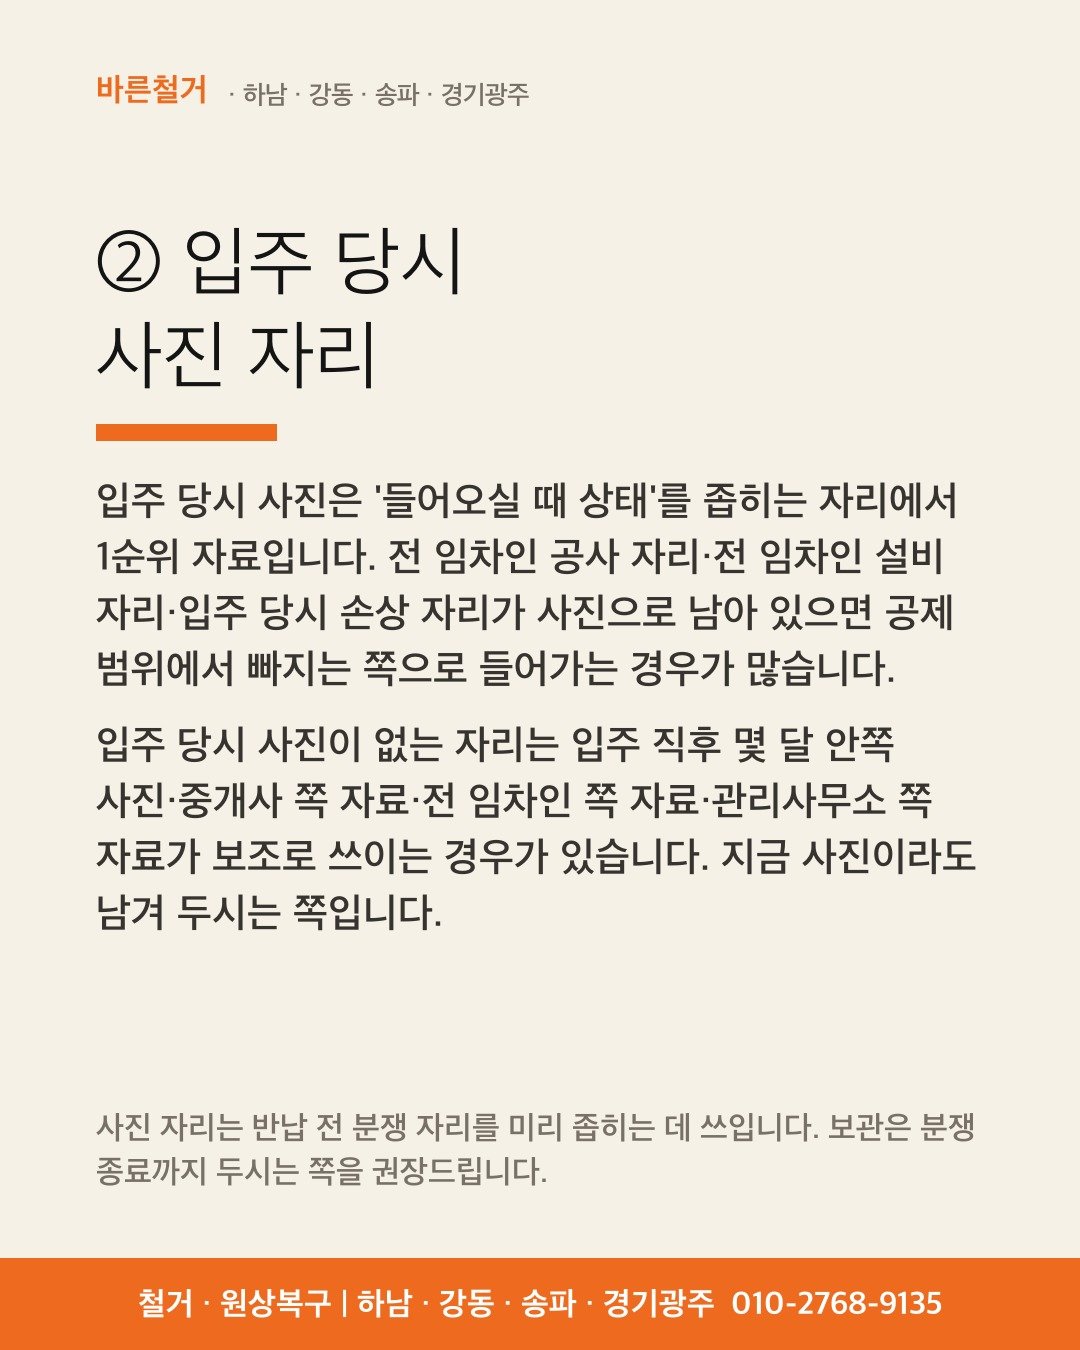 바른철거 · 하남 · 강동 · 송파 · 경기광주
② 입주 당시
사진 자리
입주 당시 사진은 '들어오실 때 상태'를 좁히는 자리에서
1순위 자료입니다. 전 임차인 공사 자리·전 임차인 설비
자리·입주 당시 손상 자리가 사진으로 남아 있으면 공제
범위에서 빠지는 쪽으로 들어가는 경우가 많습니다.
입주 당시 사진이 없는 자리는 입주 직후 몇 달 안쪽
사진·중개사 쪽 자료·전 임차인 쪽 자료·관리사무소 쪽
자료가 보조로 쓰이는 경우가 있습니다. 지금 사진이라도
남겨 두시는 쪽입니다.
사진 자리는 반납 전 분쟁 자리를 미리 좁히는 데 쓰입니다. 보관은 분쟁
종료까지 두시는 쪽을 권장드립니다.
철거 · 원상복구 | 하남 · 강동 · 송파 · 경기광주 010-2768-9135